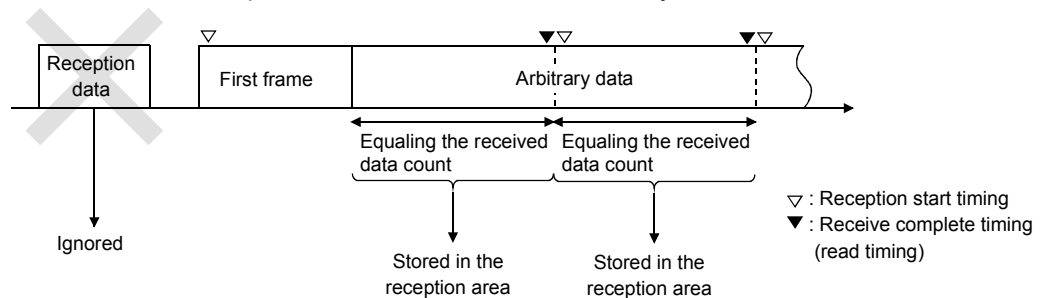 Reception
data
First frame
Arbitrary data
Equaling the received
data count
Equaling the received
data count
Ignored
Stored in the
reception area
Stored in the
reception area
▽ : Reception start timing
▼ : Receive complete timing
(read timing)